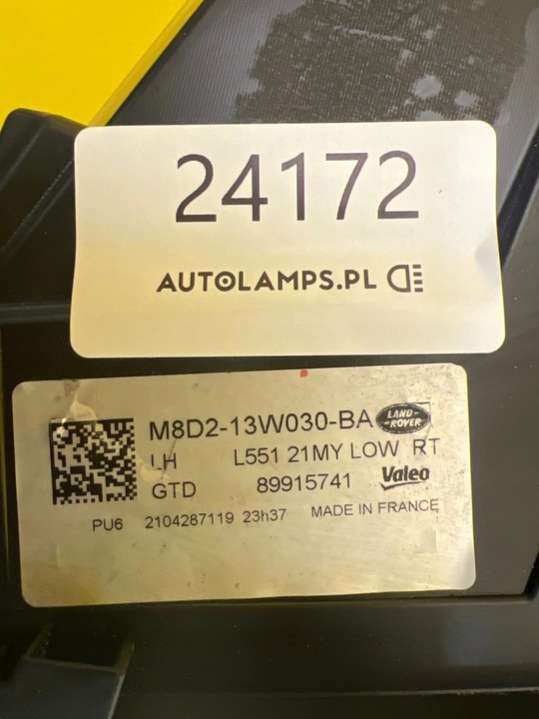 24172
AUTOLAMPS.PL
M8D2-13W030-BA LAND-ROVER
LH L551 21MY LOW RT
GTD 89915741 Valeo
PU6 2104287119 23h37 MADE IN FRANCE